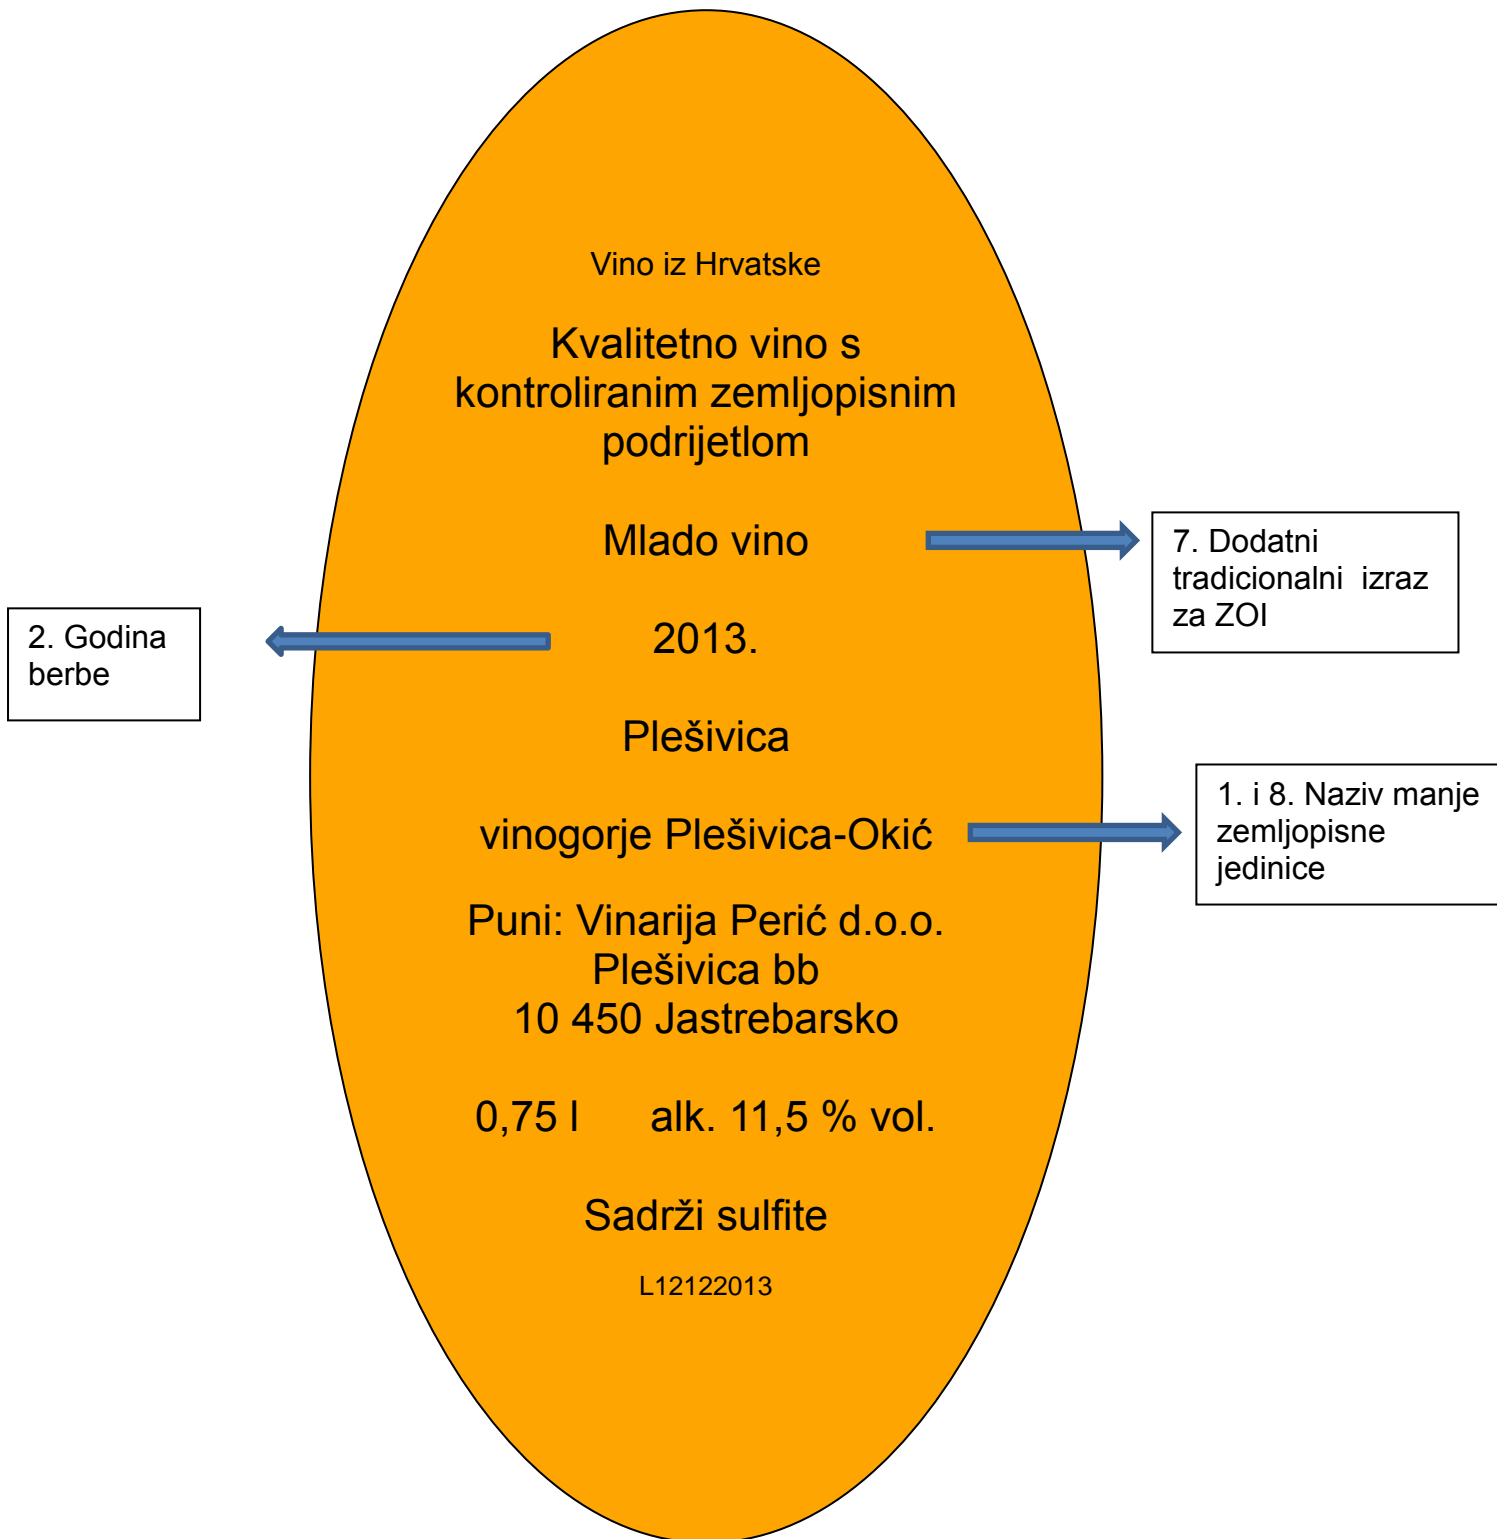 Vino iz Hrvatske
Kvalitetno vino s
kontroliranim zemljopisnim
podrijetlom
Mlado vino
7. Dodatni
tradicionalni izraz
za ZOI
2. Godina
berbe
2013.
Plešivica
vinogorje Plešivica-Okić
1. i 8. Naziv manje
zemljopisne
jedinice
Puni: Vinarija Perić d.o.o.
Plešivica bb
10 450 Jastrebarsko
0,75 l alk. 11,5 % vol.
Sadrži sulfite
L12122013